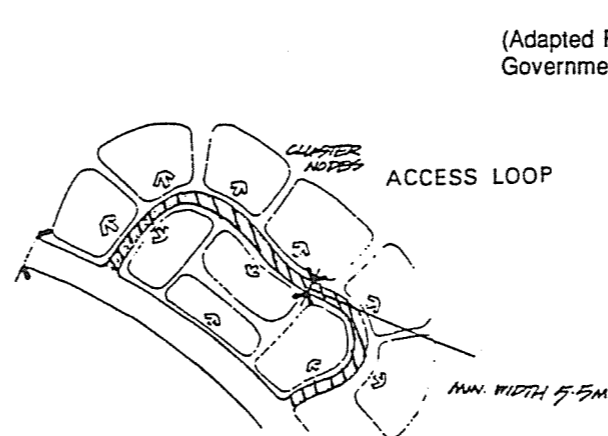 (Adapted
Governme
CLUSTER
NODES
ACCESS LOOP
MIN. WIDTH 5.5M